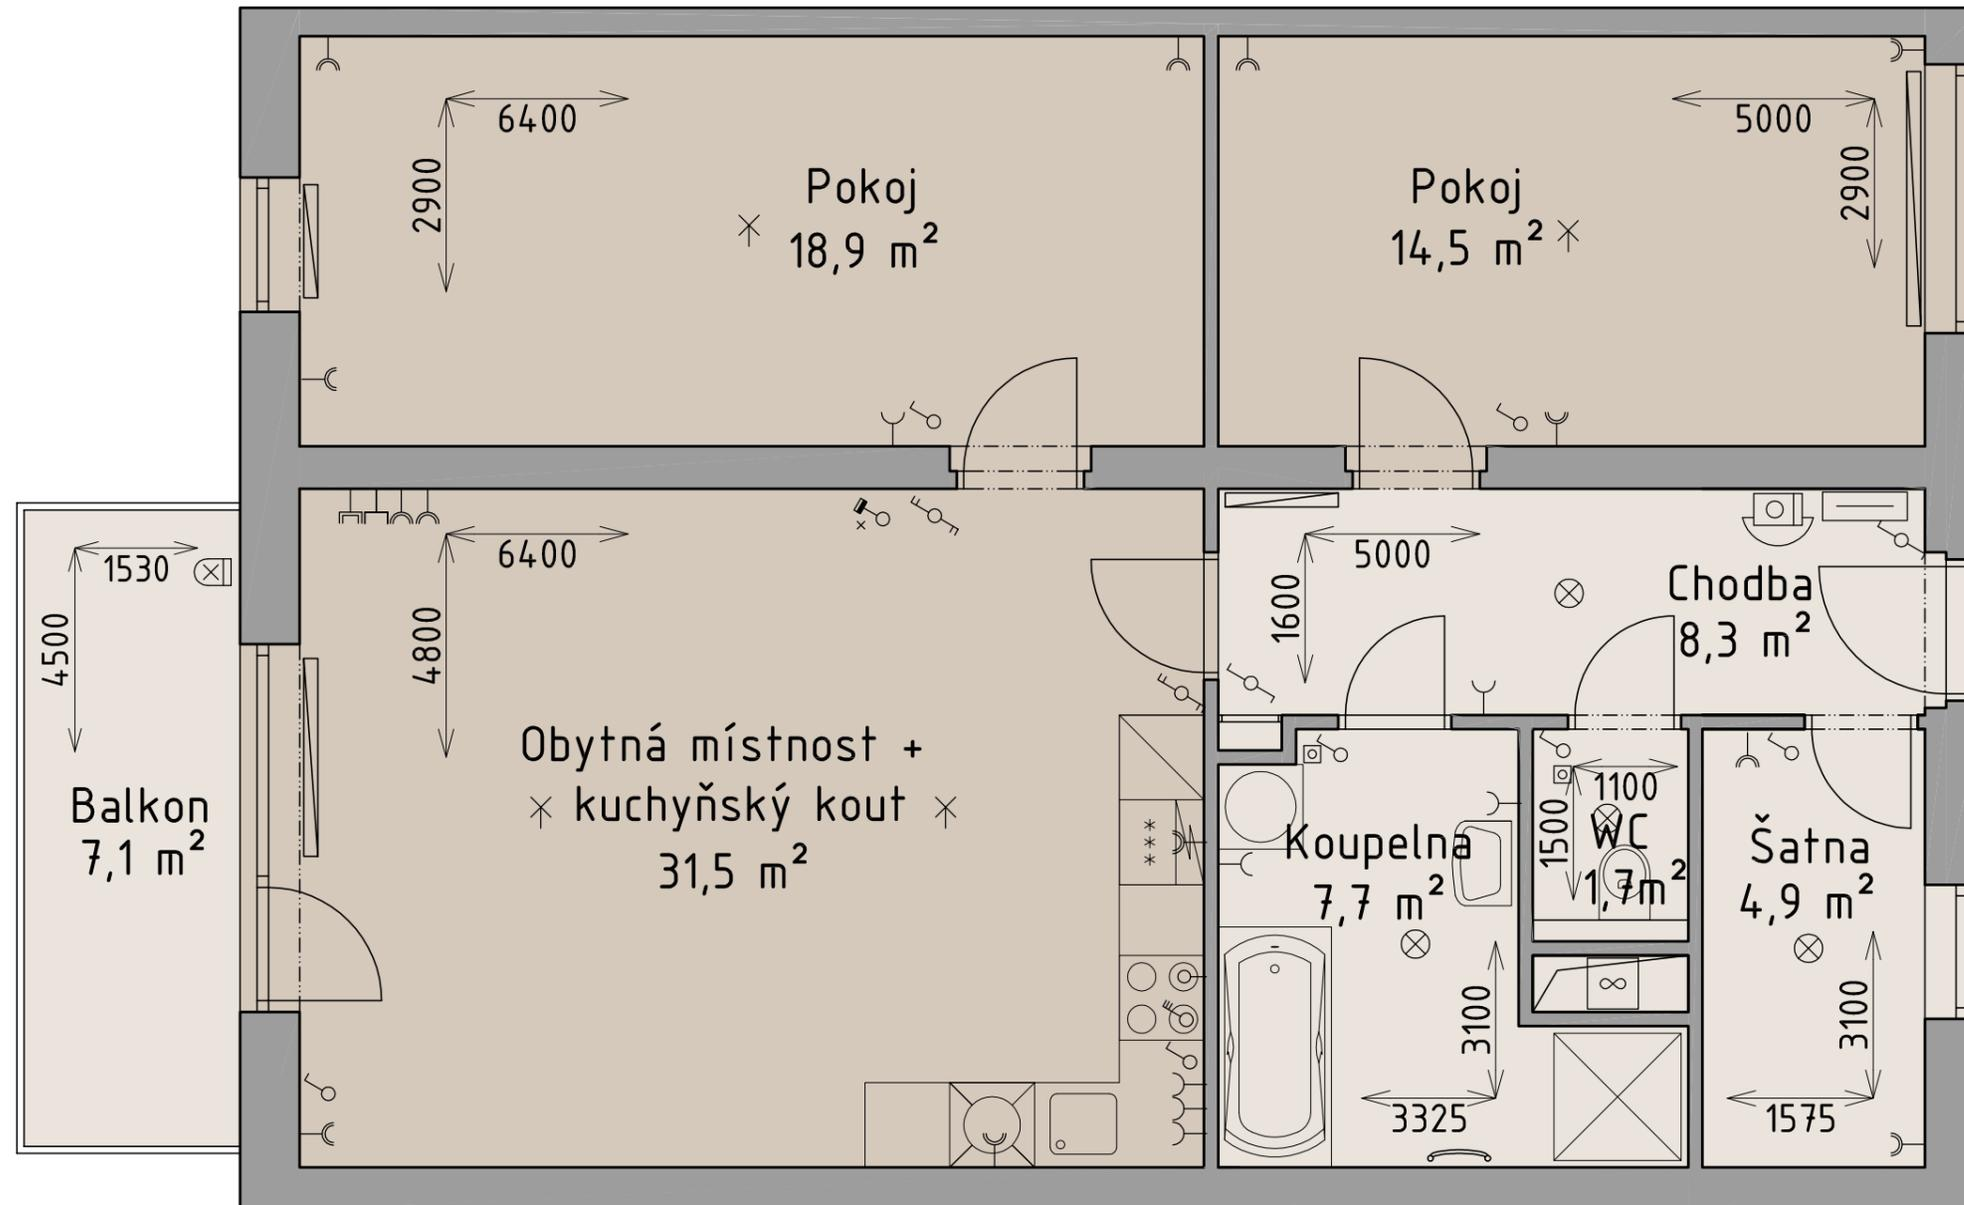 6400
2900
Pokoj
18,9 m²
5000
2900
Pokoj
14,5 m²
1530
4500
Balkon
7,1 m²
6400
4800
Obytná místnost +
kuchyňský kout
31,5 m²
5000
1600
Chodba
8,3 m²
Koupelna
7,7 m²
3100
3325
1100
1500
WC
1,7m²
Šatna
4,9 m²
3100
1575